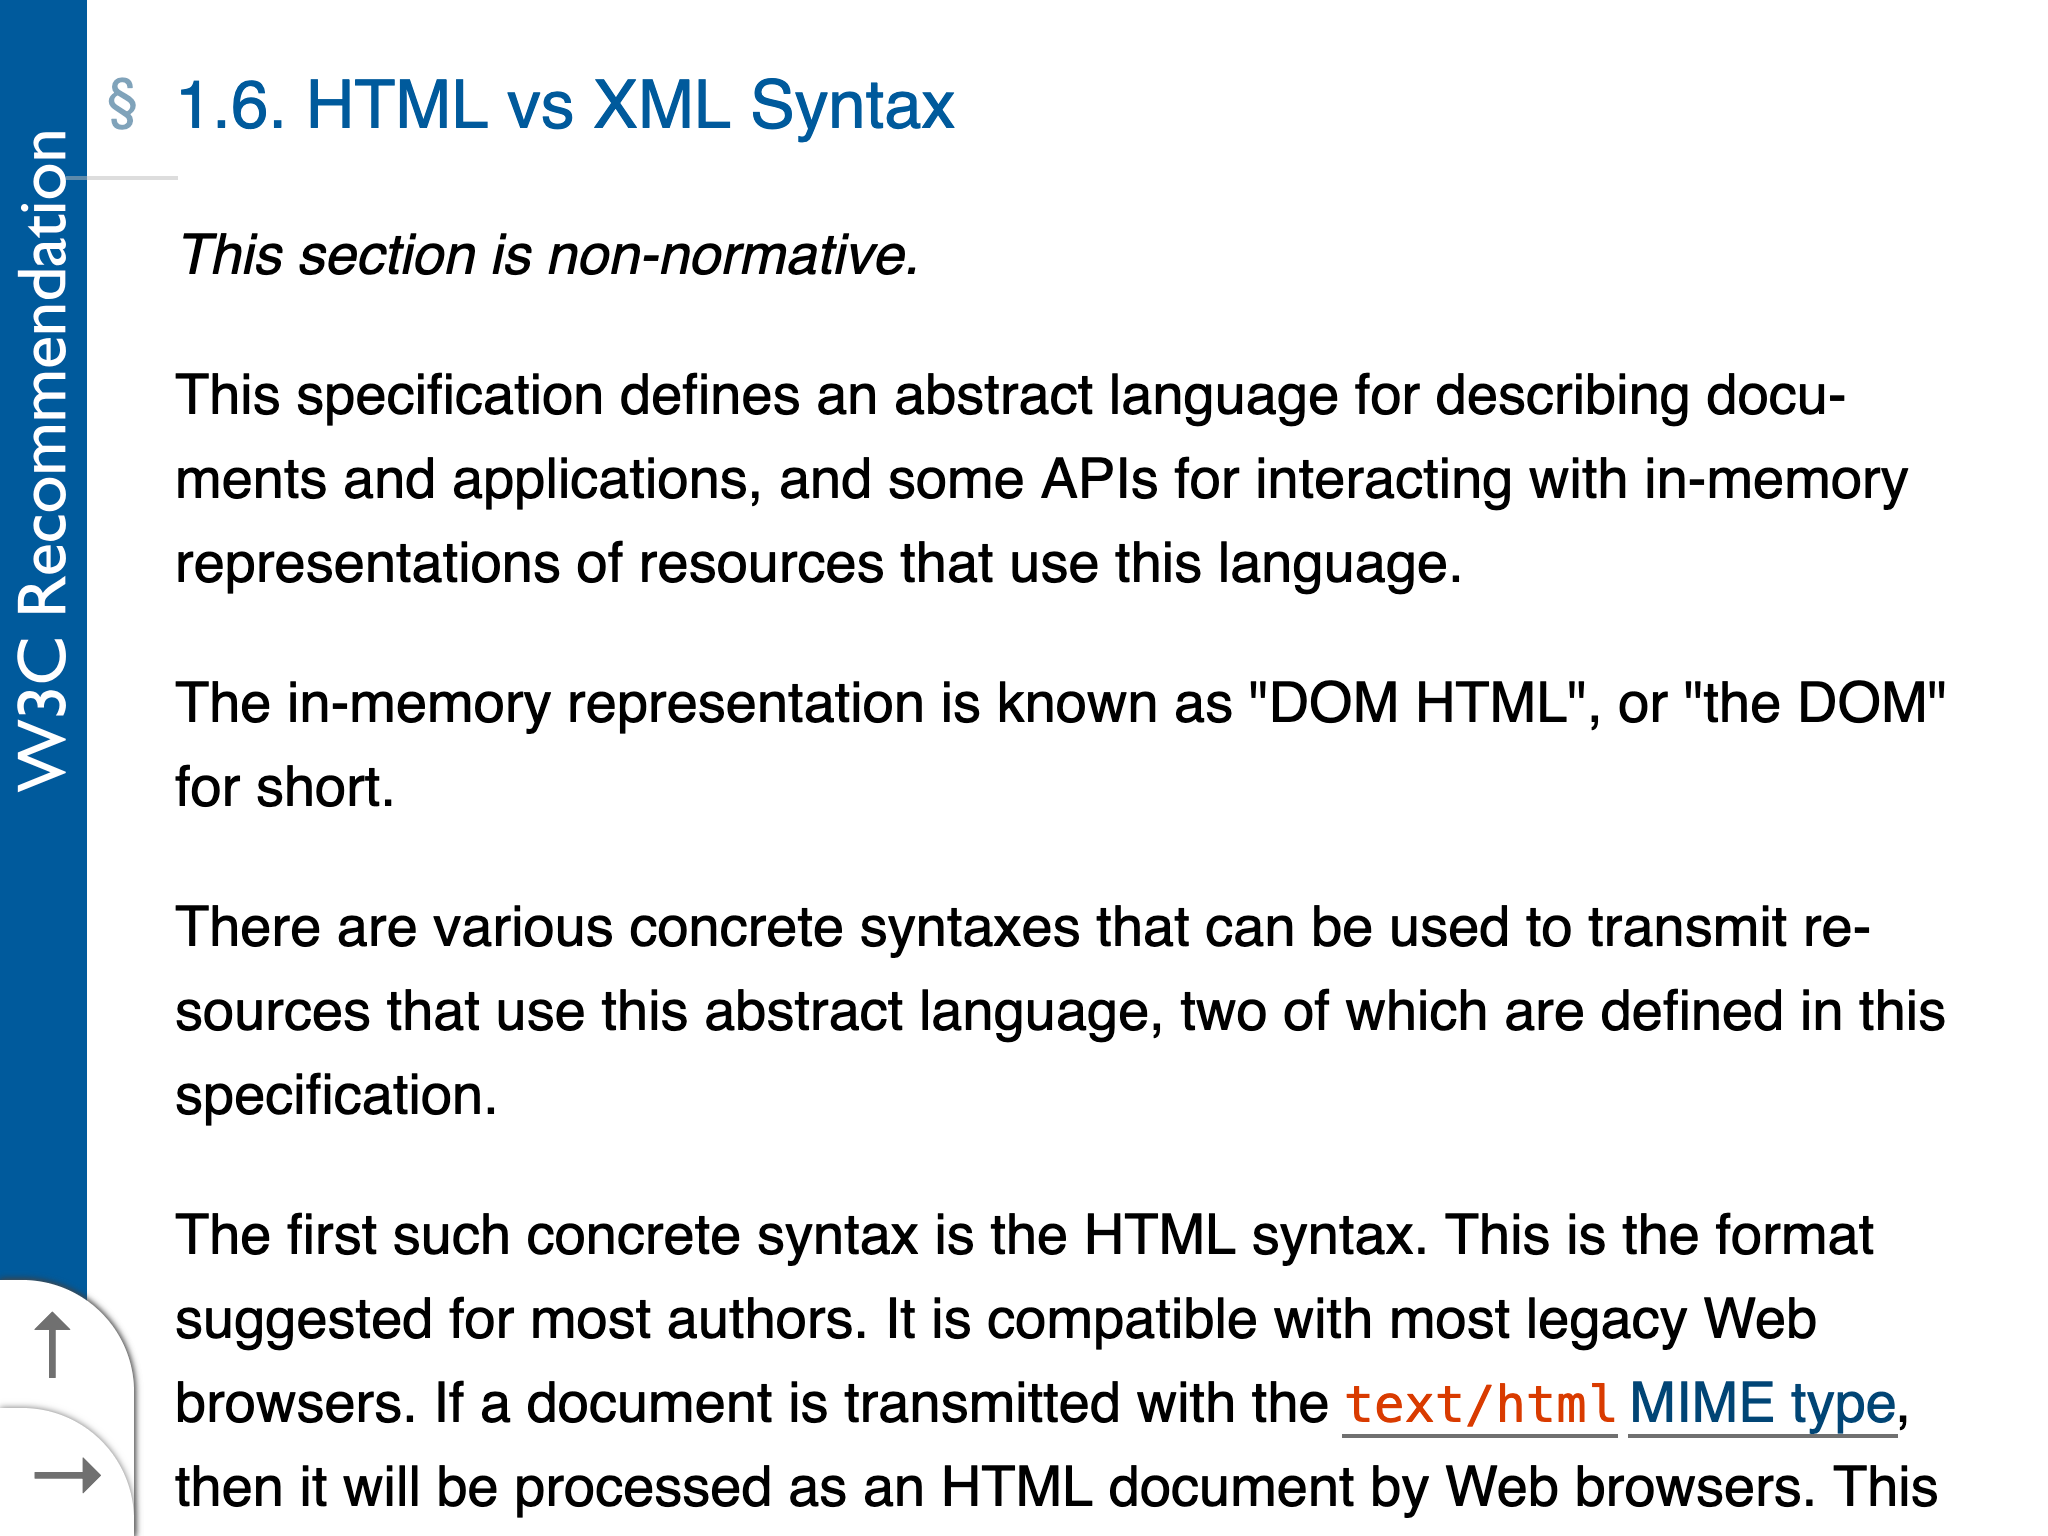 W3C Recommendation
§ 1.6. HTML vs XML Syntax
This section is non-normative.
This specification defines an abstract language for describing docu-
ments and applications, and some APIs for interacting with in-memory
representations of resources that use this language.
The in-memory representation is known as "DOM HTML", or "the DOM"
for short.
There are various concrete syntaxes that can be used to transmit re-
sources that use this abstract language, two of which are defined in this
specification.
The first such concrete syntax is the HTML syntax. This is the format
suggested for most authors. It is compatible with most legacy Web
browsers. If a document is transmitted with the text/html MIME type,
then it will be processed as an HTML document by Web browsers. This